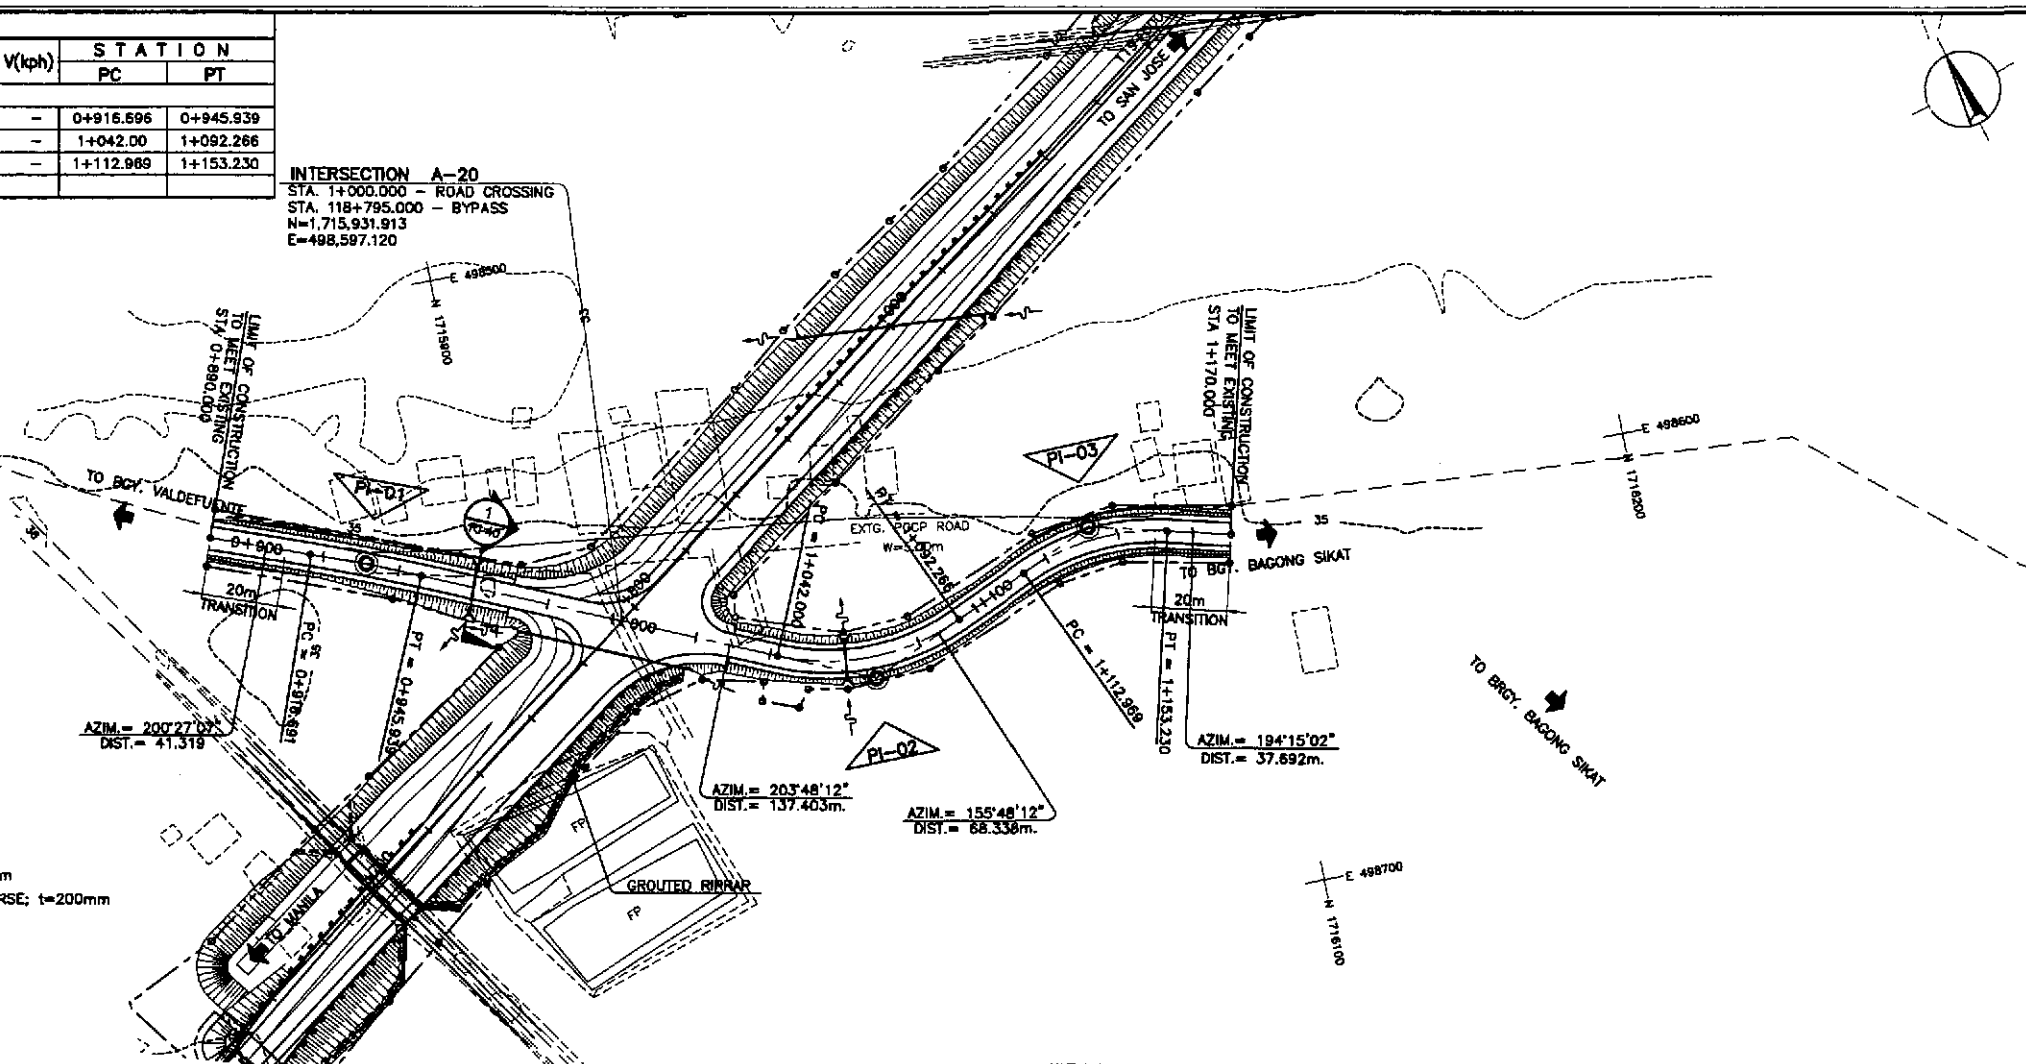 V(kph)
STATION
PC PT
- 0+916.696 0+945.939
- 1+042.00 1+092.266
- 1+112.969 1+153.230
INTERSECTION A-20
STA. 1+000.000 - ROAD CROSSING
STA. 118+795.000 - BYPASS
N=1,715,931.913
E=498,597.120
TO SAN JOSE
E 498500
N 1715900
LIMIT OF CONSTRUCTION
TO MEET EXISTING
STA 0+890.000
LIMIT OF CONSTRUCTION
TO MEET EXISTING
STA 1+170.000
E 498600
N 1716200
TO BGY. VALDEFUENTE
PI-01
1
35
0+900
20m
TRANSITION
PC = 0+916.691
PT = 0+945.939
AZIM.= 200°27'07"
DIST.= 41.319
EXTG. PCCP ROAD
PC = 1+042.000
PI-03
35
TO BGY. BAGONG SIKAT
1+100
20m
TRANSITION
PC = 1+112.969
PT = 1+153.230
AZIM.= 194°15'02"
DIST.= 37.692m.
PI-02
AZIM.= 203°48'12"
DIST.= 137.403m.
AZIM.= 155°48'12"
DIST.= 68.338m.
TO BRGY. BAGONG SIKAT
FP
FP
GROUTED RIPRAP
TO MANILA
E 498700
N 1716100
m
RSE; t=200mm